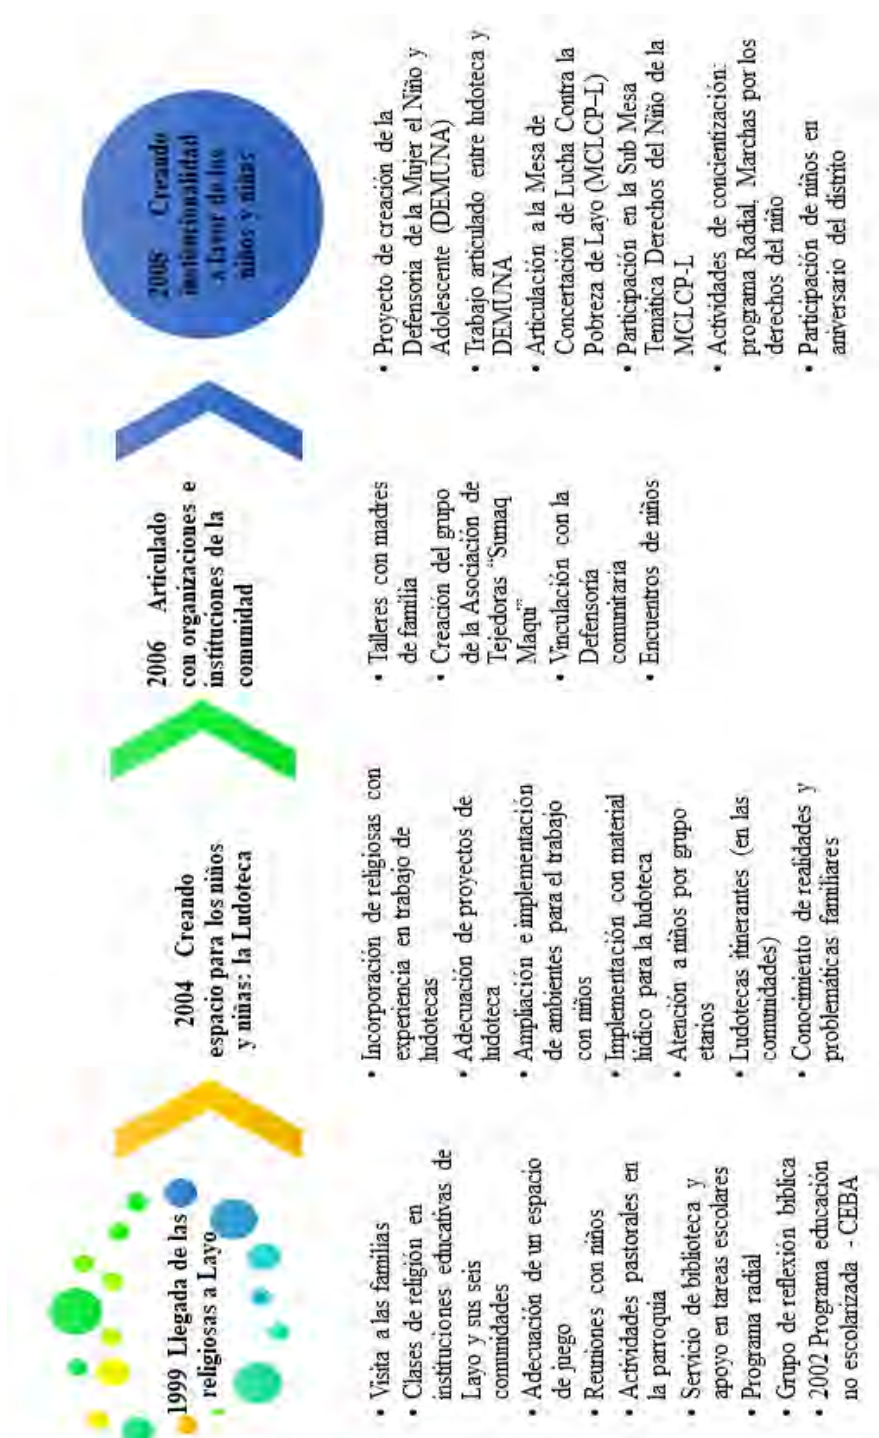 1999 Llegada de las
religiosas a Layo
• Visita a las familias
• Clases de religión en
instituciones educativas de
Layo y sus seis
comunidades
• Adecuación de un espacio
de juego
• Reuniones con niños
• Actividades pastorales en
la parroquia
• Servicio de biblioteca y
apoyo en tareas escolares
• Programa radial
• Grupo de reflexión bíblica
• 2002 Programa educación
no escolarizada - CEBA
2004 Creando
espacio para los niños
y niñas: la Ludoteca
• Incorporación de religiosas con
experiencia en trabajo de
ludotecas
• Adecuación de proyectos de
ludoteca
• Ampliación e implementación
de ambientes para el trabajo
con niños
• Implementación con material
lúdico para la ludoteca
• Atención a niños por grupo
etarios
• Ludotecas itinerantes (en las
comunidades)
• Conocimiento de realidades y
problemáticas familiares
2006 Articulado
con organizaciones e
instituciones de la
comunidad
• Talleres con madres
de familia
• Creación del grupo
de la Asociación de
Tejedoras “Sumaq
Maqui”
• Vinculación con la
Defensoría
comunitaria
• Encuentros de niños
2008 Creando
institucionalidad
a favor de los
niños y niñas
• Proyecto de creación de la
Defensoría de la Mujer el Niño y
Adolescente (DEMUNA)
• Trabajo articulado entre ludoteca y
DEMUNA
• Articulación a la Mesa de
Concertación de Lucha Contra la
Pobreza de Layo (MCLCP–L)
• Participación en la Sub Mesa
Temática Derechos del Niño de la
MCLCP-L
• Actividades de concientización:
programa Radial, Marchas por los
derechos del niño
• Participación de niños en
aniversario del distrito